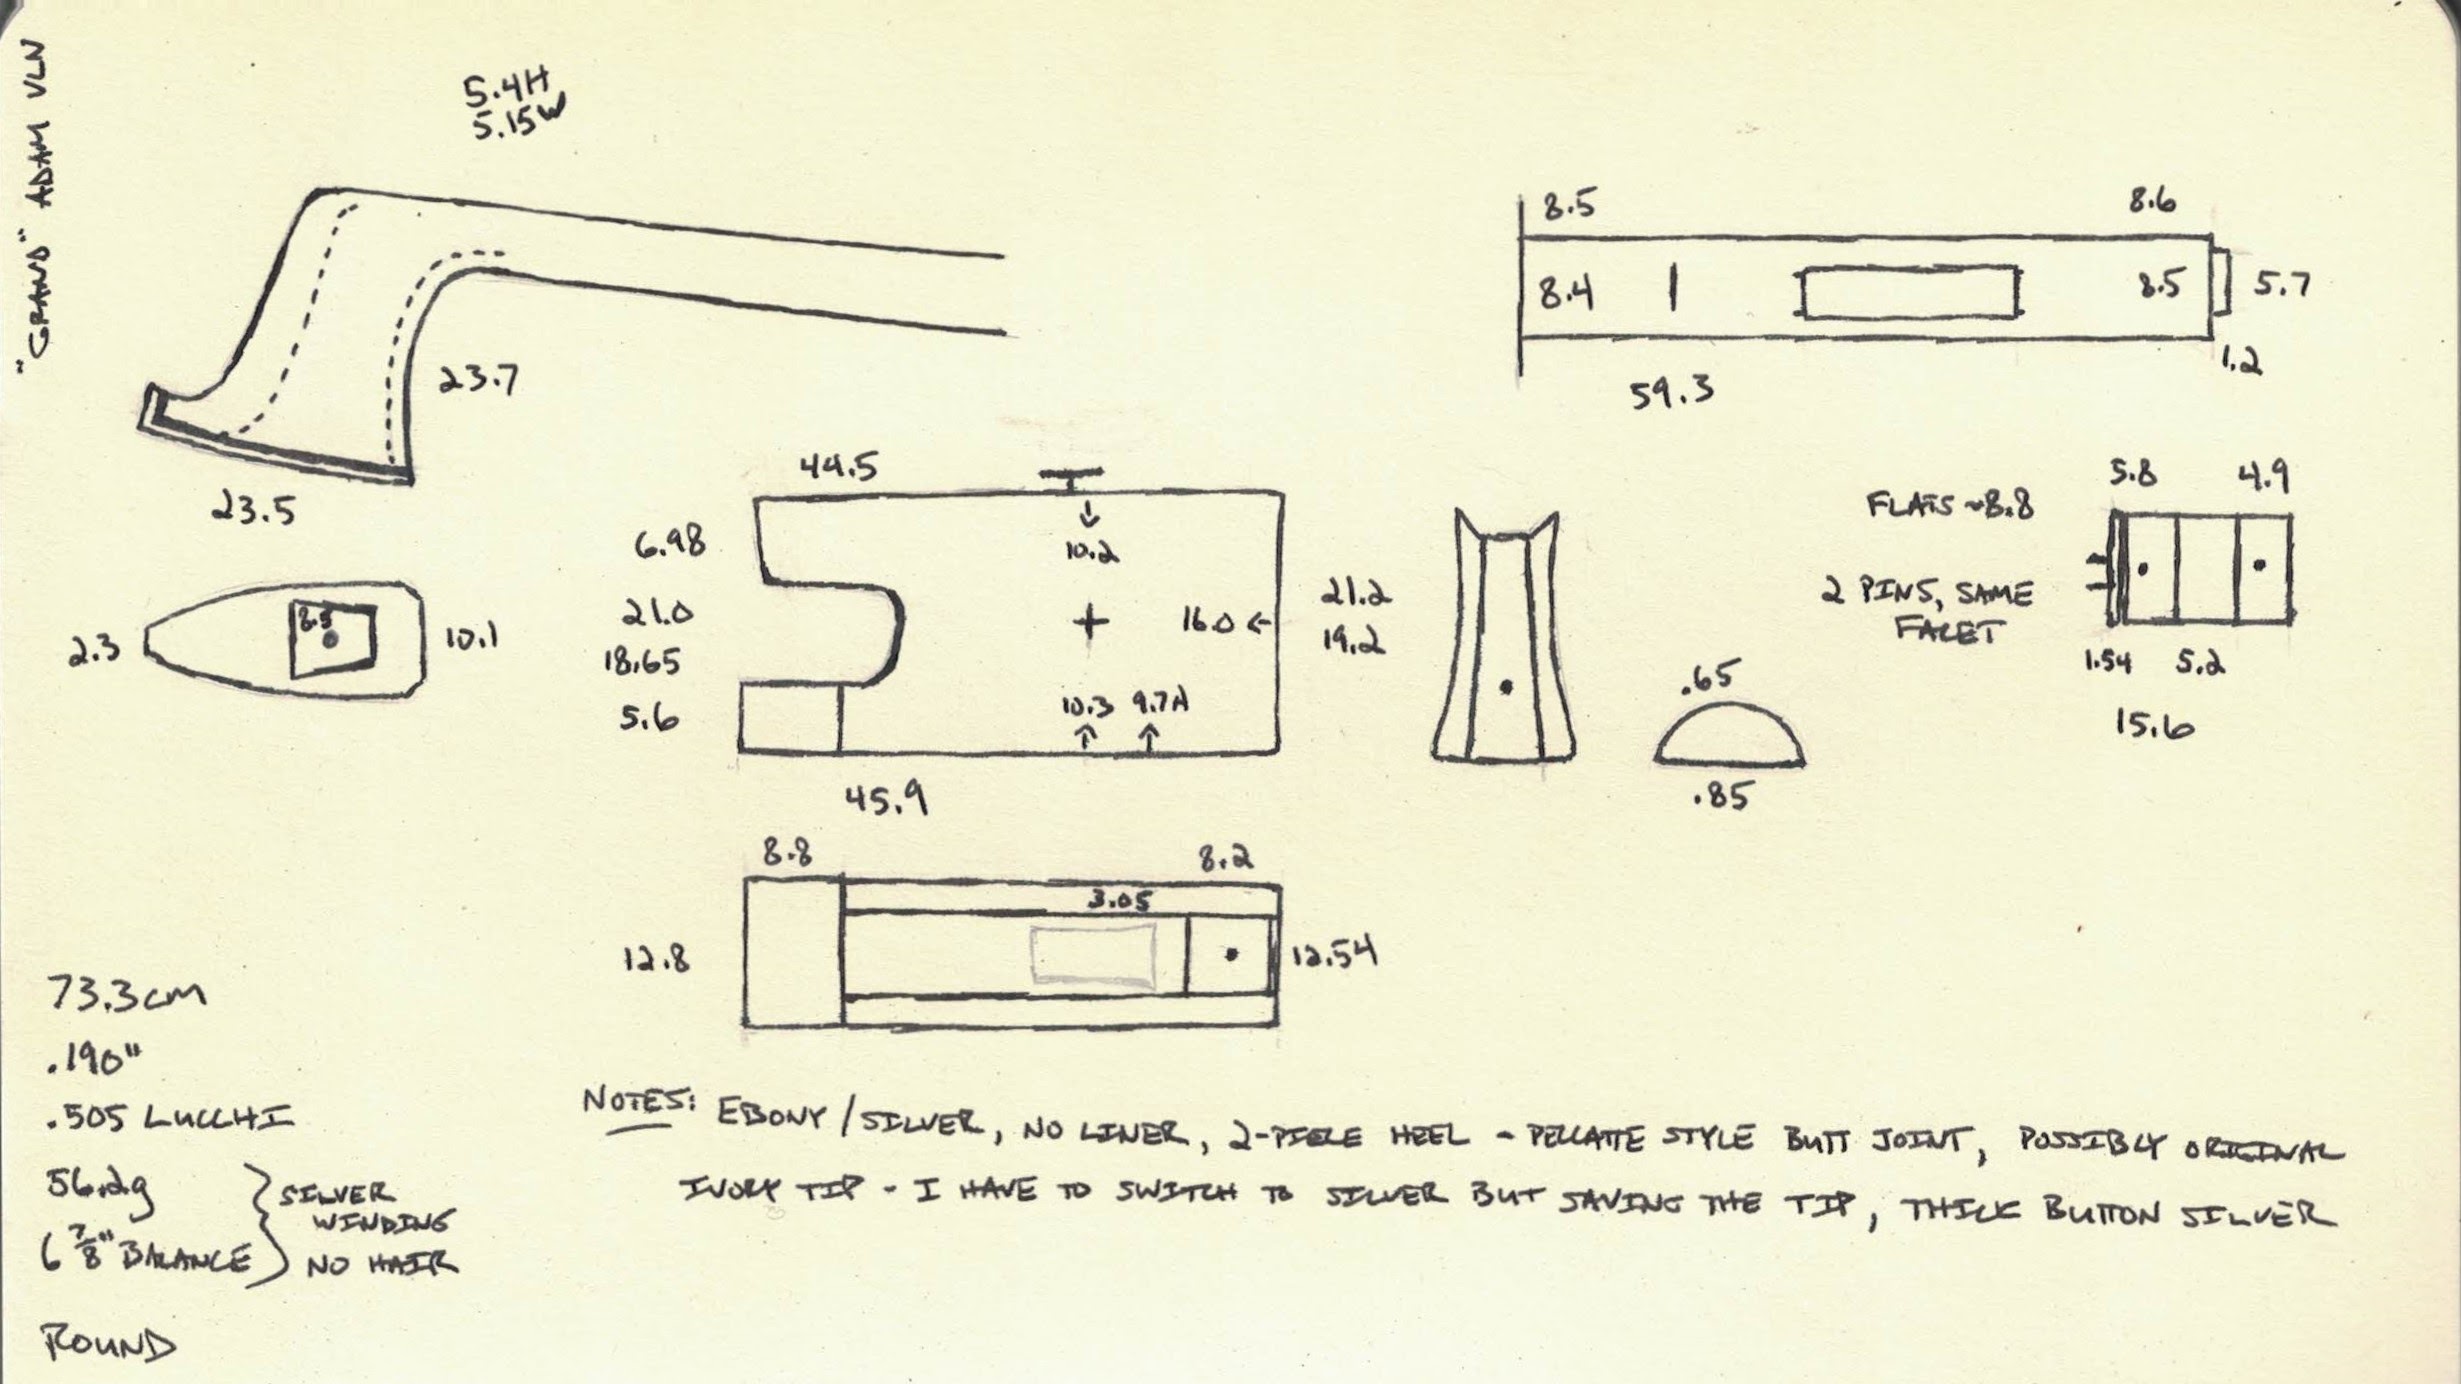 "GRAND" ADAM VLN
5.4H
5.15W
23.7
23.5
2.3
8.5
10.1
8.5
8.6
8.4
8.5
5.7
1.2
59.3
44.5
6.98
21.0
18.65
5.6
10.2
16.0
10.3
9.7
45.9
21.2
19.2
.65
.85
FLATS ~8.8
2 PINS, SAME
FACET
5.8
4.9
1.54
5.2
15.6
8.8
8.2
3.05
12.8
12.54
73.3cm
.190"
.505 LUCCHI
56.2g
6 7/8" BALANCE
SILVER
WINDING
NO HAIR
ROUND
NOTES: EBONY/SILVER, NO LINER, 2-PIECE HEEL - PECCATTE STYLE BUTT JOINT, POSSIBLY ORIGINAL
IVORY TIP - I HAVE TO SWITCH TO SILVER BUT SAVING THE TIP, THICK BUTTON SILVER